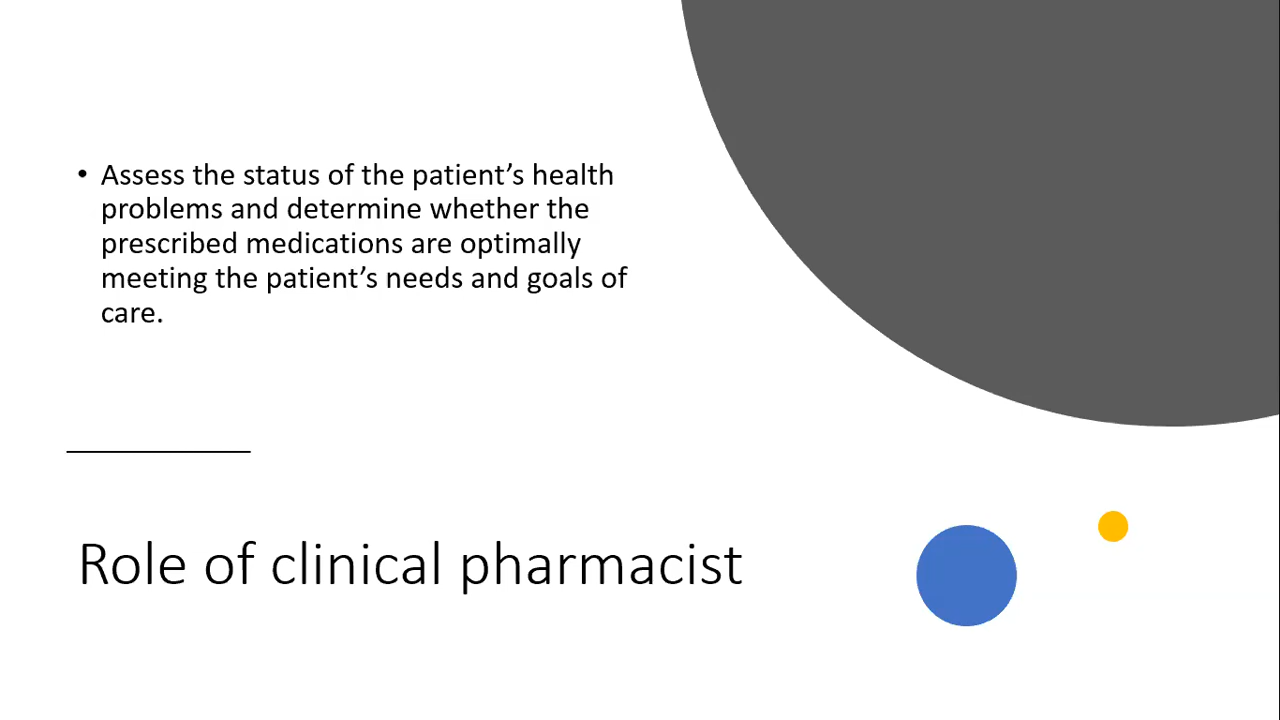 • Assess the status of the patient’s health
problems and determine whether the
prescribed medications are optimally
meeting the patient’s needs and goals of
care.
Role of clinical pharmacist